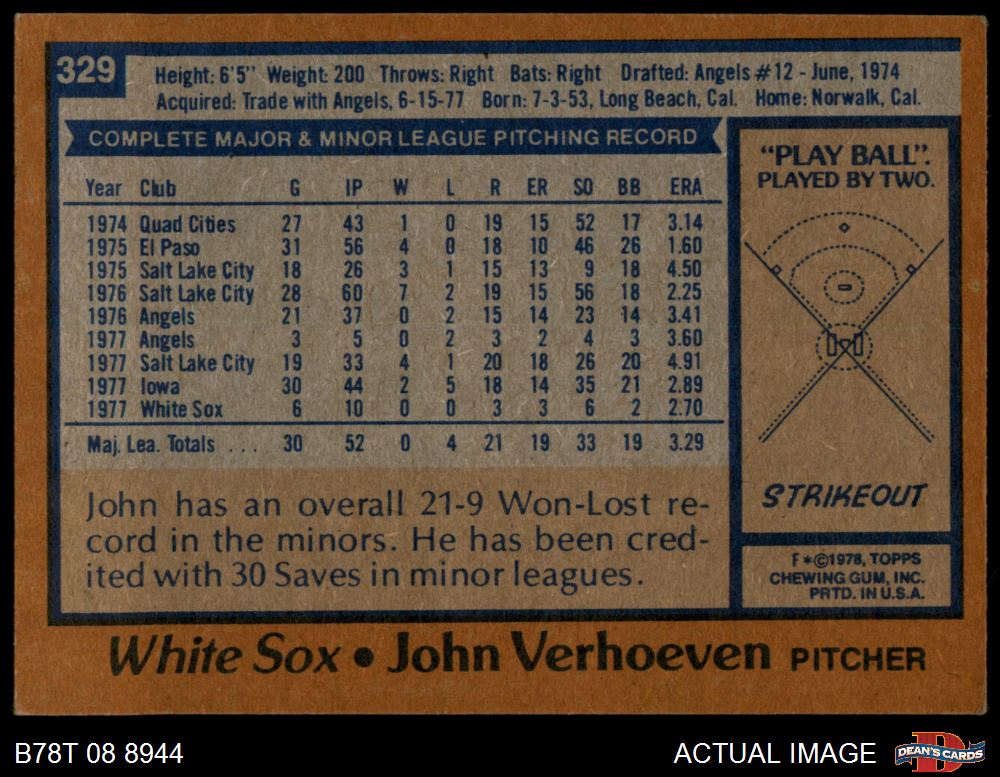 329
Height: 6'5" Weight: 200 Throws: Right Bats: Right Drafted: Angels #12 - June, 1974
Acquired: Trade with Angels, 6-15-77 Born: 7-3-53, Long Beach, Cal. Home: Norwalk, Cal.
COMPLETE MAJOR & MINOR LEAGUE PITCHING RECORD
Year Club G IP W L R ER SO BB ERA
1974 Quad Cities 27 43 1 0 19 15 52 17 3.14
1975 El Paso 31 56 4 0 18 10 46 26 1.60
1975 Salt Lake City 18 26 3 1 15 13 9 18 4.50
1976 Salt Lake City 28 60 7 2 19 15 56 18 2.25
1976 Angels 21 37 0 2 15 14 23 14 3.41
1977 Angels 3 5 0 2 3 2 4 3 3.60
1977 Salt Lake City 19 33 4 1 20 18 26 20 4.91
1977 Iowa 30 44 2 5 18 14 35 21 2.89
1977 White Sox 6 10 0 0 3 3 6 2 2.70
Maj. Lea. Totals . . . 30 52 0 4 21 19 33 19 3.29
John has an overall 21-9 Won-Lost re-
cord in the minors. He has been cred-
ited with 30 Saves in minor leagues.
"PLAY BALL".
PLAYED BY TWO.
STRIKEOUT
F*©1978, TOPPS
CHEWING GUM, INC.
PRTD. IN U.S.A.
White Sox • John Verhoeven PITCHER
B78T 08 8944
ACTUAL IMAGE
D
DEAN'S CARDS